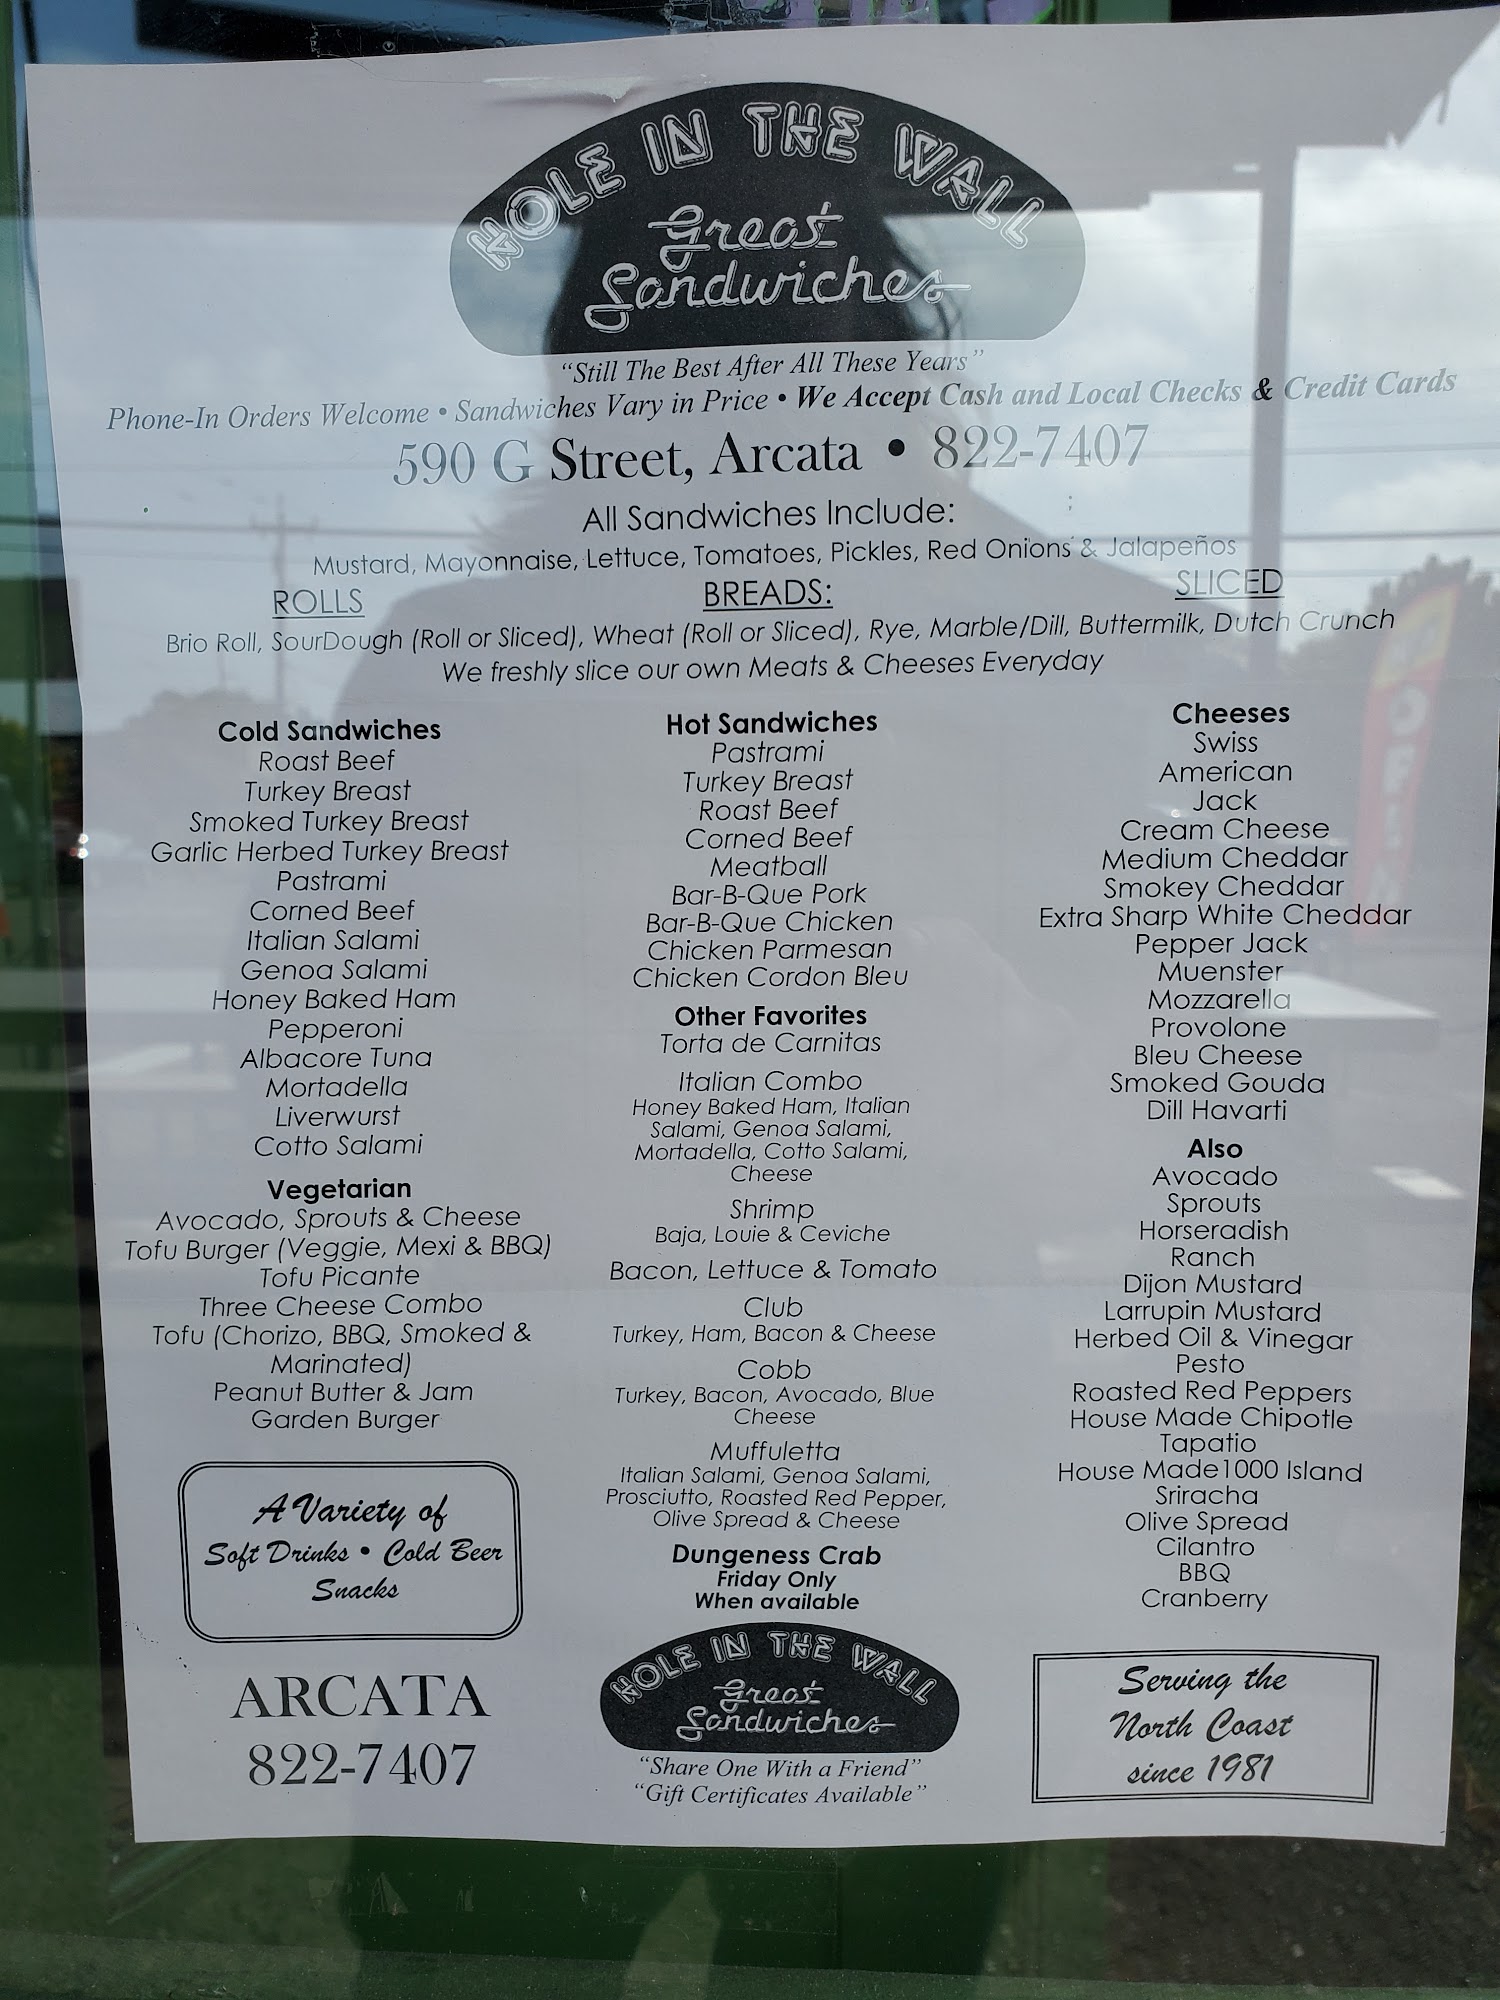 HOLE IN THE WALL
Great
Sandwiches
"Still The Best After All These Years"
Phone-In Orders Welcome • Sandwiches Vary in Price • We Accept Cash and Local Checks & Credit Cards
590 G Street, Arcata • 822-7407
All Sandwiches Include:
Mustard, Mayonnaise, Lettuce, Tomatoes, Pickles, Red Onions & Jalapeños
ROLLS BREADS: SLICED
Brio Roll, SourDough (Roll or Sliced), Wheat (Roll or Sliced), Rye, Marble/Dill, Buttermilk, Dutch Crunch
We freshly slice our own Meats & Cheeses Everyday
Cold Sandwiches
Roast Beef
Turkey Breast
Smoked Turkey Breast
Garlic Herbed Turkey Breast
Pastrami
Corned Beef
Italian Salami
Genoa Salami
Honey Baked Ham
Pepperoni
Albacore Tuna
Mortadella
Liverwurst
Cotto Salami
Vegetarian
Avocado, Sprouts & Cheese
Tofu Burger (Veggie, Mexi & BBQ)
Tofu Picante
Three Cheese Combo
Tofu (Chorizo, BBQ, Smoked &
Marinated)
Peanut Butter & Jam
Garden Burger
A Variety of
Soft Drinks • Cold Beer
Snacks
ARCATA
822-7407
Hot Sandwiches
Pastrami
Turkey Breast
Roast Beef
Corned Beef
Meatball
Bar-B-Que Pork
Bar-B-Que Chicken
Chicken Parmesan
Chicken Cordon Bleu
Other Favorites
Torta de Carnitas
Italian Combo
Honey Baked Ham, Italian
Salami, Genoa Salami,
Mortadella, Cotto Salami,
Cheese
Shrimp
Baja, Louie & Ceviche
Bacon, Lettuce & Tomato
Club
Turkey, Ham, Bacon & Cheese
Cobb
Turkey, Bacon, Avocado, Blue
Cheese
Muffuletta
Italian Salami, Genoa Salami,
Prosciutto, Roasted Red Pepper,
Olive Spread & Cheese
Dungeness Crab
Friday Only
When available
HOLE IN THE WALL
Great
Sandwiches
"Share One With a Friend"
"Gift Certificates Available"
Cheeses
Swiss
American
Jack
Cream Cheese
Medium Cheddar
Smokey Cheddar
Extra Sharp White Cheddar
Pepper Jack
Muenster
Mozzarella
Provolone
Bleu Cheese
Smoked Gouda
Dill Havarti
Also
Avocado
Sprouts
Horseradish
Ranch
Dijon Mustard
Larrupin Mustard
Herbed Oil & Vinegar
Pesto
Roasted Red Peppers
House Made Chipotle
Tapatio
House Made1000 Island
Sriracha
Olive Spread
Cilantro
BBQ
Cranberry
Serving the
North Coast
since 1981